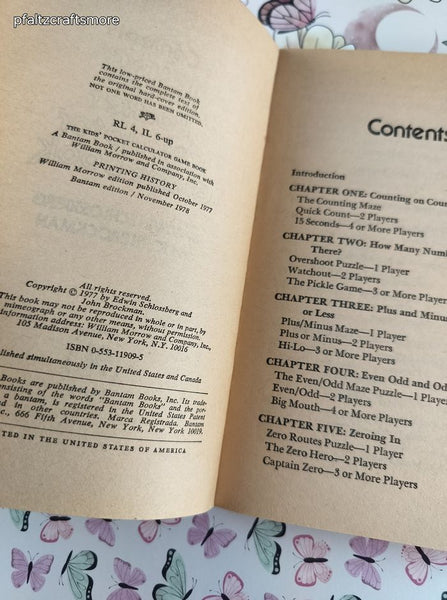 pfaltzcraftsmore
This low-priced Bantam Book
contains the complete text of
the original hard-cover edition.
NOT ONE WORD HAS BEEN OMITTED.
RL 4, IL 6-up
THE KIDS' POCKET CALCULATOR GAME BOOK
A Bantam Book / published in association with
William Morrow and Company, Inc.
PRINTING HISTORY
William Morrow edition published October 1977
Bantam edition / November 1978
All rights reserved.
Copyright © 1977 by Edwin Schlossberg and
John Brockman.
This book may not be reproduced in whole or in part, by
mimeograph or any other means, without permission.
Information address: William Morrow and Company, Inc.,
105 Madison Avenue, New York, N.Y. 10016
ISBN 0-553-11909-5
blished simultaneously in the United States and Canada
Books are published by Bantam Books, Inc. Its trade-
consisting of the words "Bantam Books" and the por-
a bantam, is registered in the United States Patent
and in other countries. Marca Registrada. Bantam
Inc., 666 Fifth Avenue, New York, New York 10019.
TED IN THE UNITED STATES OF AMERICA
Contents
Introduction
CHAPTER ONE: Counting on Coun
The Counting Maze
Quick Count—2 Players
15 Seconds—4 or More Players
CHAPTER TWO: How Many Num
There?
Overshoot Puzzle—1 Player
Watchout—2 Players
The Pickle Game—3 or More Players
CHAPTER THREE: Plus and Minus
or Less
Plus/Minus Maze—1 Player
Plus or Minus—2 Players
Hi-Lo—3 or More Players
CHAPTER FOUR: Even Odd and O
The Even/Odd Maze Puzzle—1 Player
Even/Odd—2 Players
Big Mouth—4 or More Players
CHAPTER FIVE: Zeroing In
Zero Routes Puzzle—1 Player
The Zero Hero—2 Players
Captain Zero—3 or More Players